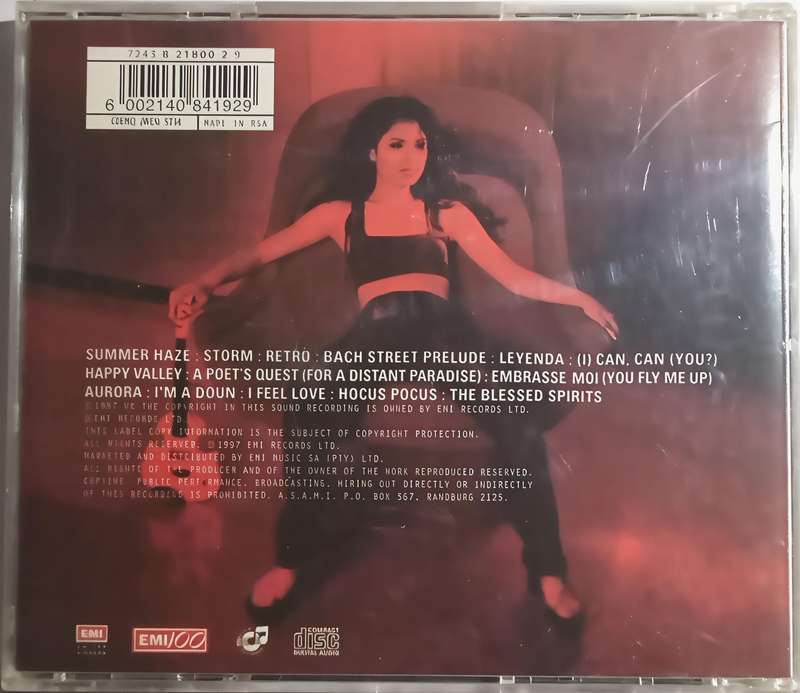 7243 8 21800 2 9
6 002140 841929
MADE IN RSA
SUMMER HAZE : STORM : RETRO : BACH STREET PRELUDE : LEYENDA : (I) CAN, CAN (YOU?)
HAPPY VALLEY : A POET'S QUEST (FOR A DISTANT PARADISE) : EMBRASSE MOI (YOU FLY ME UP)
AURORA : I'M A DOUN : I FEEL LOVE : HOCUS POCUS : THE BLESSED SPIRITS
THE COPYRIGHT IN THIS SOUND RECORDING IS OWNED BY EMI RECORDS LTD.
EMI RECORDS LTD
LABEL COPY INFORMATION IS THE SUBJECT OF COPYRIGHT PROTECTION.
ALL RIGHTS RESERVED. ©1997 EMI RECORDS LTD.
MARKETED AND DISTRIBUTED BY EMI MUSIC SA (PTY) LTD.
ALL RIGHTS OF THE PRODUCER AND OF THE OWNER OF THE WORK REPRODUCED RESERVED.
PUBLIC PERFORMANCE, BROADCASTING, HIRING OUT DIRECTLY OR INDIRECTLY
OF THIS RECORDING IS PROHIBITED. A.S.A.M.I. P.O. BOX 567, RANDBURG 2125.
EMI
EMI100
COMPACT
disc
DIGITAL AUDIO